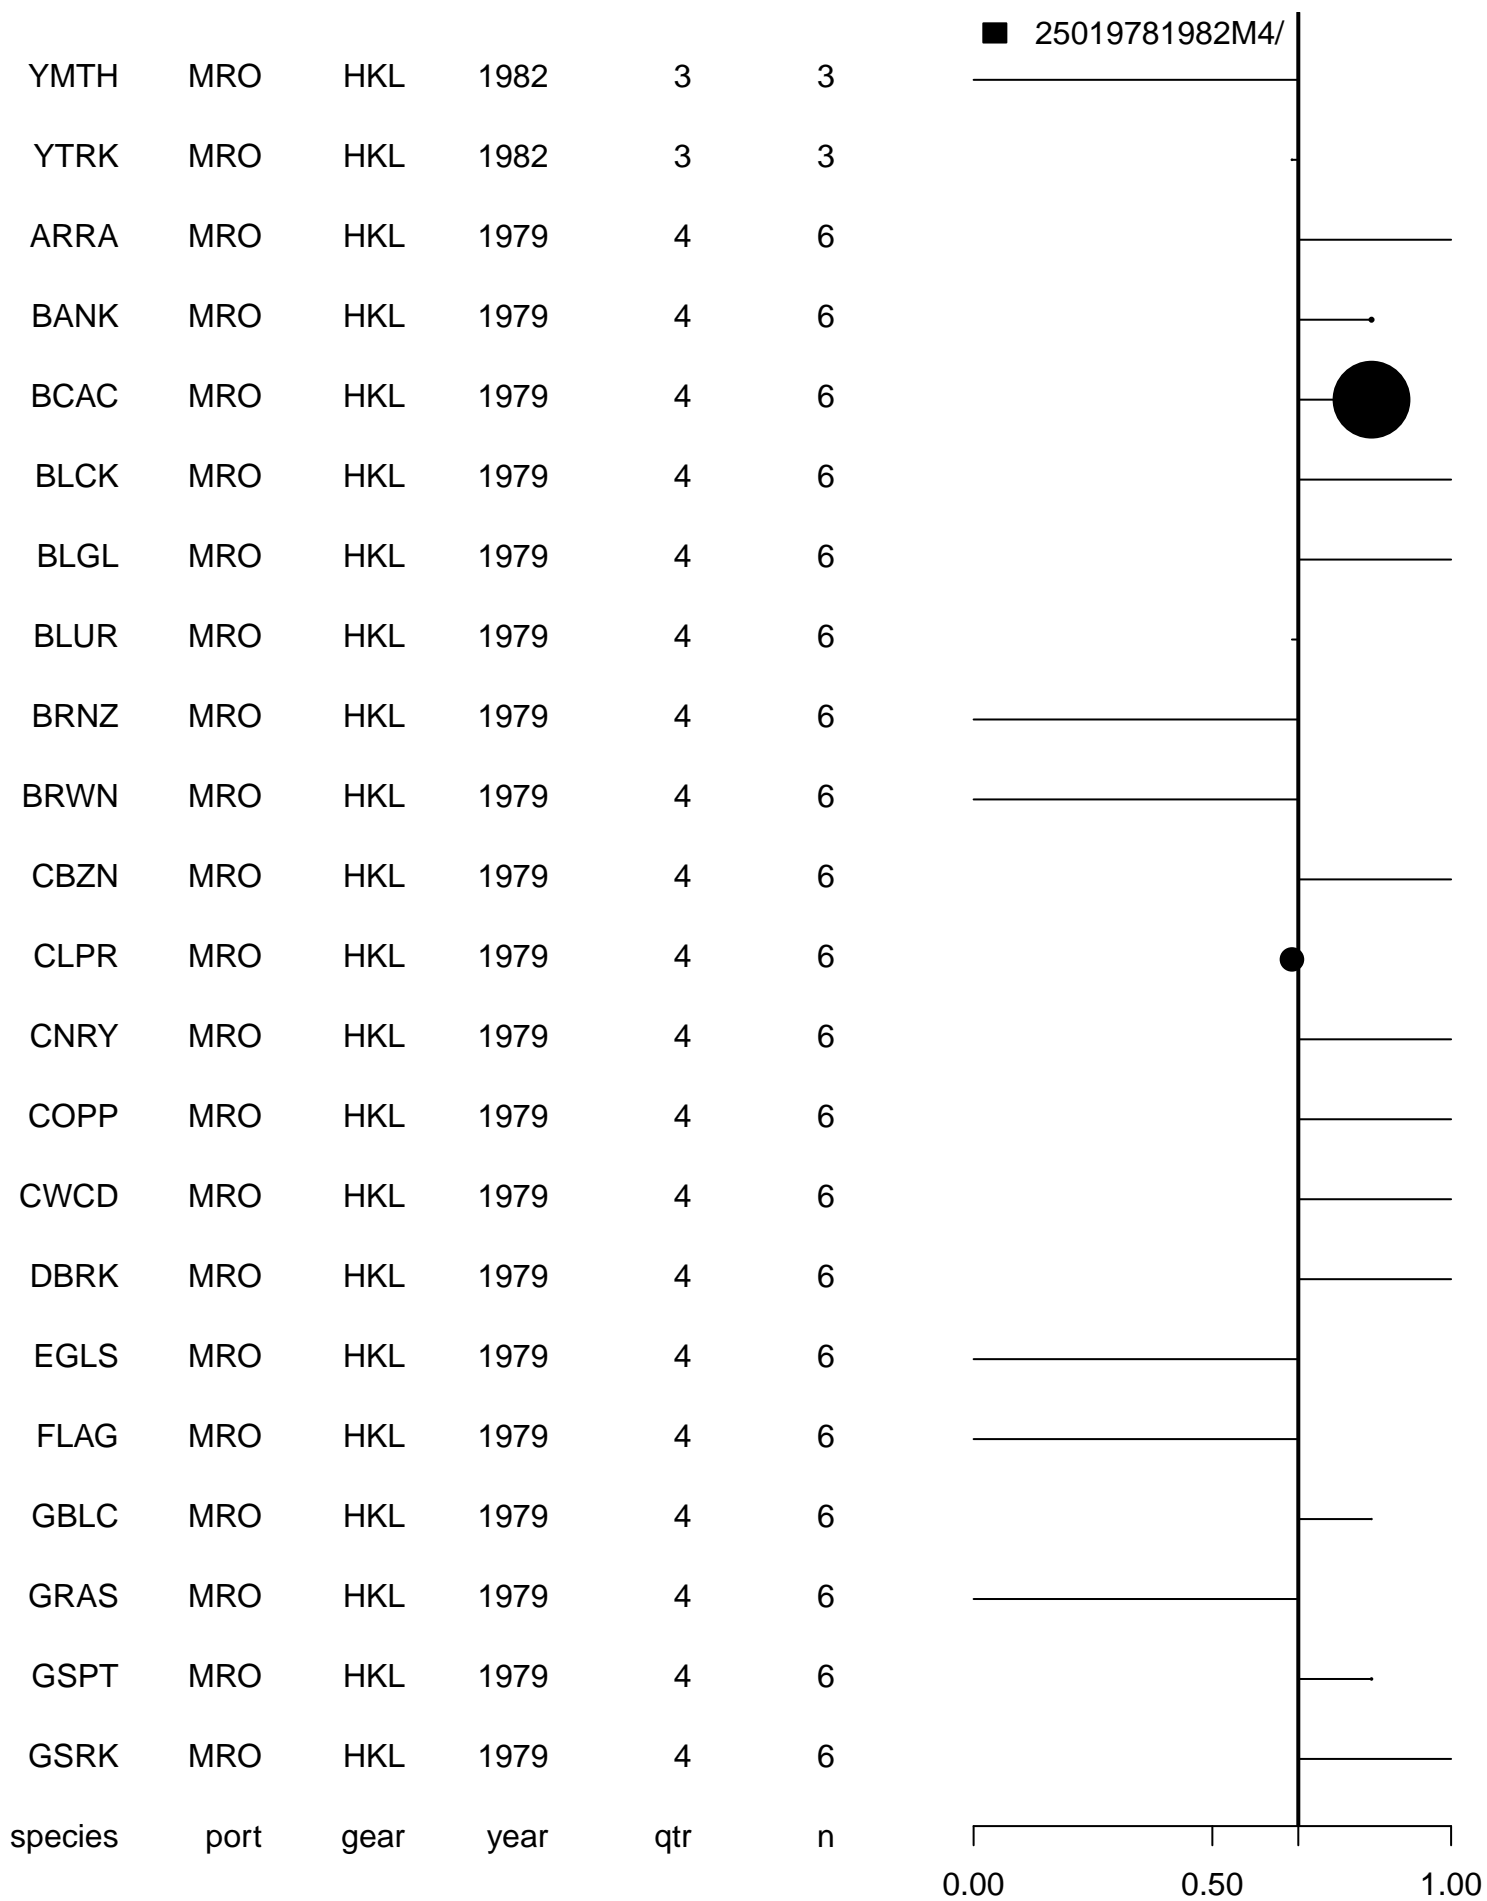 25019781982M4/
YMTH MRO HKL 1982 3 3
YTRK MRO HKL 1982 3 3
ARRA MRO HKL 1979 4 6
BANK MRO HKL 1979 4 6
BCAC MRO HKL 1979 4 6
BLCK MRO HKL 1979 4 6
BLGL MRO HKL 1979 4 6
BLUR MRO HKL 1979 4 6
BRNZ MRO HKL 1979 4 6
BRWN MRO HKL 1979 4 6
CBZN MRO HKL 1979 4 6
CLPR MRO HKL 1979 4 6
CNRY MRO HKL 1979 4 6
COPP MRO HKL 1979 4 6
CWCD MRO HKL 1979 4 6
DBRK MRO HKL 1979 4 6
EGLS MRO HKL 1979 4 6
FLAG MRO HKL 1979 4 6
GBLC MRO HKL 1979 4 6
GRAS MRO HKL 1979 4 6
GSPT MRO HKL 1979 4 6
GSRK MRO HKL 1979 4 6
species port gear year qtr n
0.00 0.50 1.00